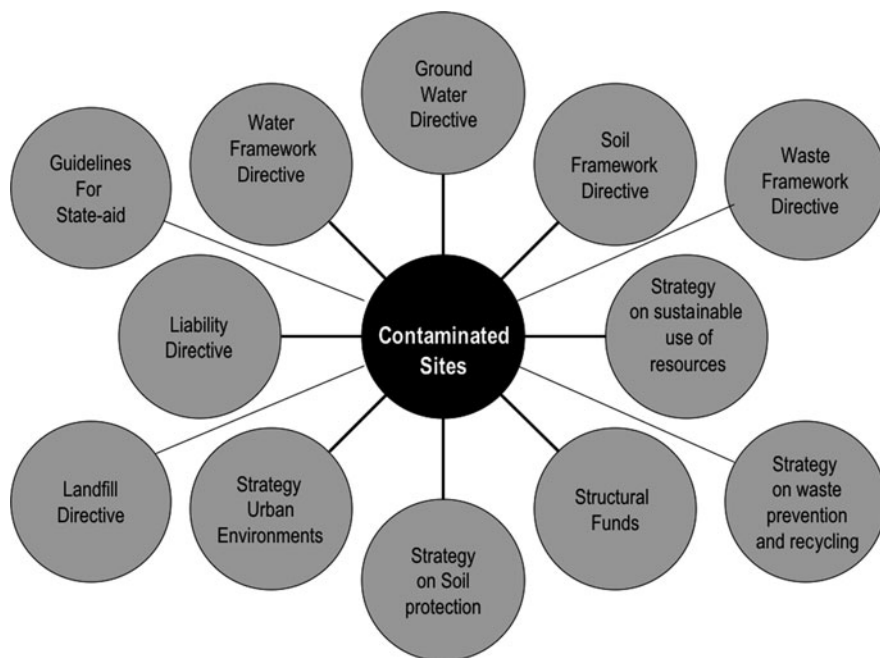 Ground
Water
Directive
Water
Framework
Directive
Soil
Framework
Directive
Guidelines
For
State-aid
Waste
Framework
Directive
Liability
Directive
Contaminated
Sites
Strategy
on sustainable
use of
resources
Landfill
Directive
Strategy
Urban
Environments
Strategy
on Soil
protection
Structural
Funds
Strategy
on waste
prevention
and recycling